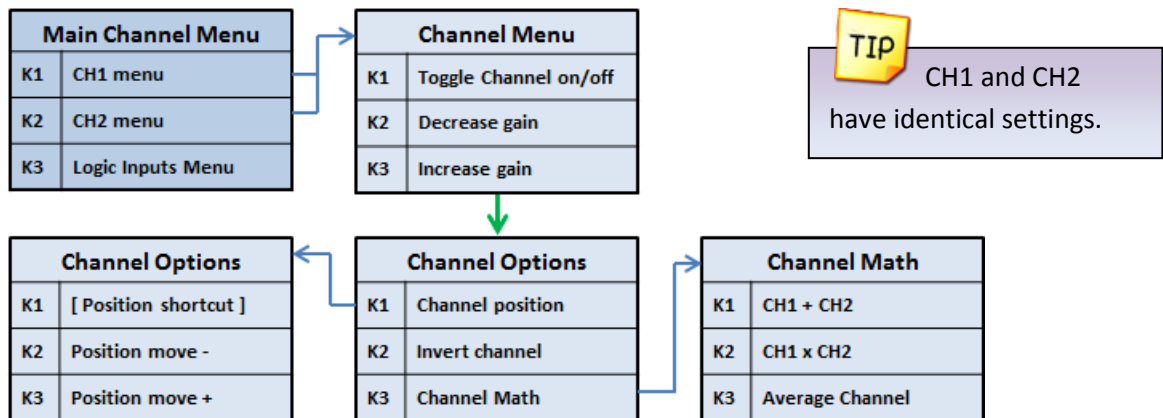 Main Channel Menu
K1 CH1 menu
K2 CH2 menu
K3 Logic Inputs Menu
Channel Menu
K1 Toggle Channel on/off
K2 Decrease gain
K3 Increase gain
TIP
CH1 and CH2
have identical settings.
Channel Options
K1 [ Position shortcut ]
K2 Position move -
K3 Position move +
Channel Options
K1 Channel position
K2 Invert channel
K3 Channel Math
Channel Math
K1 CH1 + CH2
K2 CH1 x CH2
K3 Average Channel